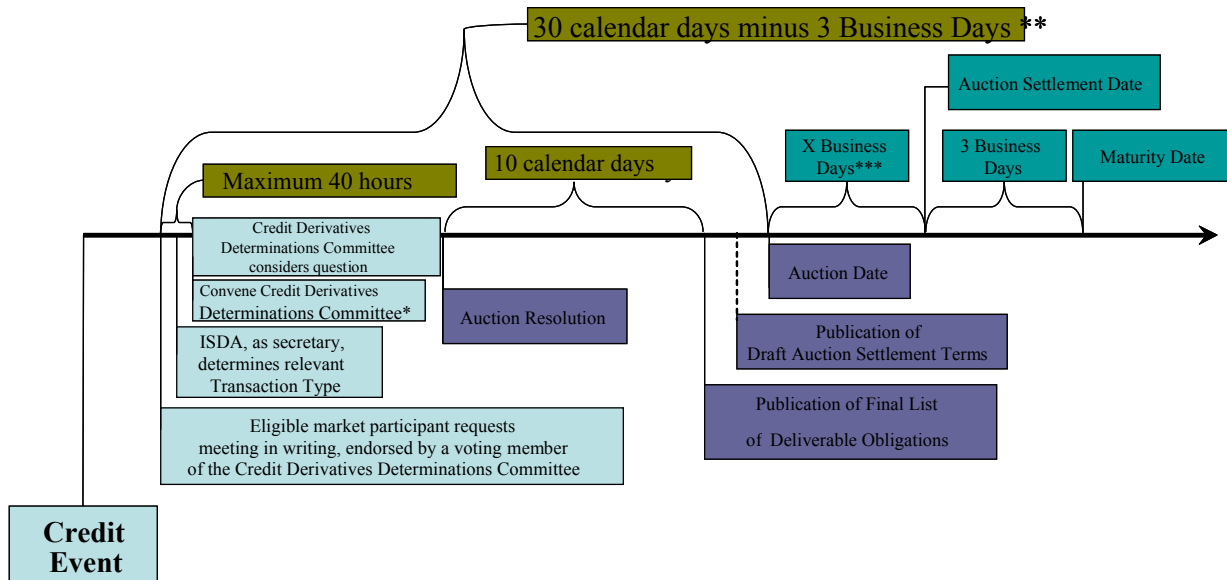 30 calendar days minus 3 Business Days **
Auction Settlement Date
X Business
Days***
3 Business
Days
Maturity Date
10 calendar days
Maximum 40 hours
Credit Derivatives
Determinations Committee
considers question
Convene Credit Derivatives
Determinations Committee*
ISDA, as secretary,
determines relevant
Transaction Type
Eligible market participant requests
meeting in writing, endorsed by a voting member
of the Credit Derivatives Determinations Committee
Auction Resolution
Auction Date
Publication of
Draft Auction Settlement Terms
Publication of Final List
of Deliverable Obligations
Credit
Event